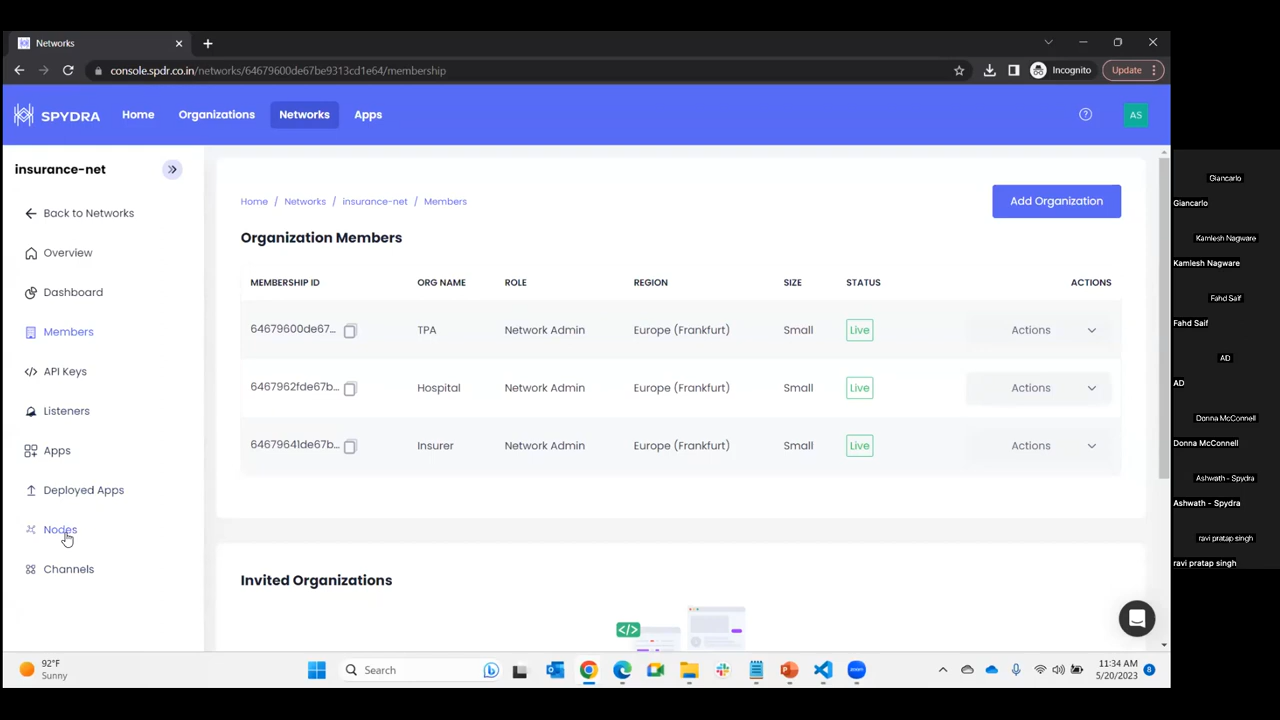 Networks
console.spdr.co.in/networks/64679600de67be9313cd1e64/membership
Incognito
Update
SPYDRA
Home
Organizations
Networks
Apps
AS
insurance-net
Back to Networks
Overview
Dashboard
Members
API Keys
Listeners
Apps
Deployed Apps
Nodes
Channels
Home / Networks / insurance-net / Members
Add Organization
Organization Members
MEMBERSHIP ID ORG NAME ROLE REGION SIZE STATUS ACTIONS
64679600de67... TPA Network Admin Europe (Frankfurt) Small Live Actions
6467962fde67b... Hospital Network Admin Europe (Frankfurt) Small Live Actions
64679641de67b... Insurer Network Admin Europe (Frankfurt) Small Live Actions
Invited Organizations
</>
Giancarlo
Giancarlo
Kamlesh Nagware
Kamlesh Nagware
Fahd Saif
Fahd Saif
AD
AD
Donna McConnell
Donna McConnell
Ashwath - Spydra
Ashwath - Spydra
ravi pratap singh
ravi pratap singh
92°F
Sunny
Search
11:34 AM
5/20/2023
8